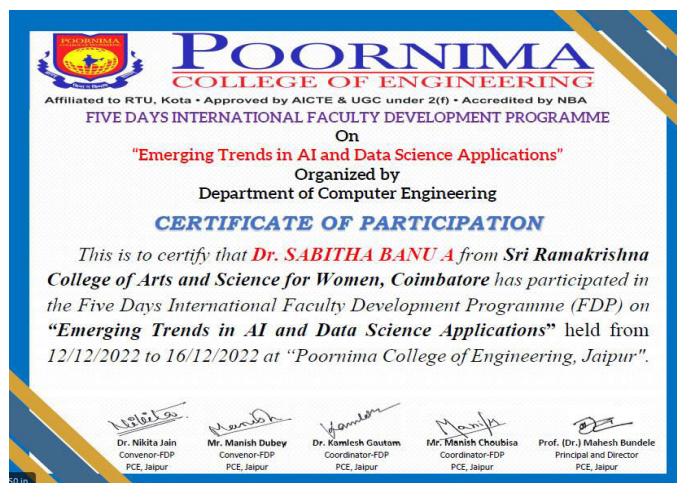 POORNIMA
COLLEGE OF ENGINEERING
Affiliated to RTU, Kota • Approved by AICTE & UGC under 2(f) • Accredited by NBA
FIVE DAYS INTERNATIONAL FACULTY DEVELOPMENT PROGRAMME
On
“Emerging Trends in AI and Data Science Applications”
Organized by
Department of Computer Engineering
CERTIFICATE OF PARTICIPATION
This is to certify that Dr. SABITHA BANU A from Sri Ramakrishna
College of Arts and Science for Women, Coimbatore has participated in
the Five Days International Faculty Development Programme (FDP) on
“Emerging Trends in AI and Data Science Applications” held from
12/12/2022 to 16/12/2022 at “Poornima College of Engineering, Jaipur".
Nikita Manish Kamlesh Manish
Dr. Nikita Jain Mr. Manish Dubey Dr. Kamlesh Gautam Mr. Manish Choubisa Prof. (Dr.) Mahesh Bundele
Convenor-FDP Convenor-FDP Coordinator-FDP Coordinator-FDP Principal and Director
PCE, Jaipur PCE, Jaipur PCE, Jaipur PCE, Jaipur PCE, Jaipur